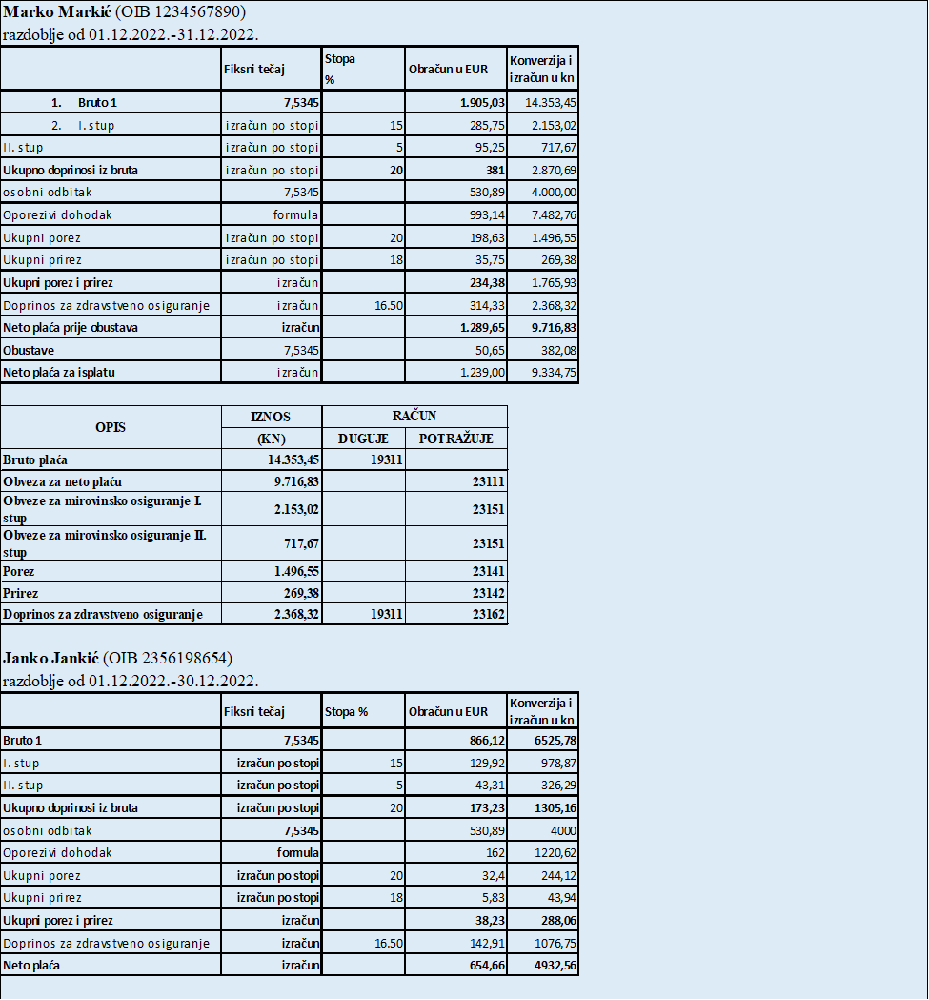 Marko Markić (OIB 1234567890)
razdoblje od 01.12.2022.-31.12.2022.
Fiksni tečaj Stopa % Obračun u EUR Konverzija i izračun u kn
1. Bruto 1 7,5345 1.905,03 14.353,45
2. I. stup izračun po stopi 15 285,75 2.153,02
II. stup izračun po stopi 5 95,25 717,67
Ukupno doprinosi iz bruta izračun po stopi 20 381 2.870,69
osobni odbitak 7,5345 530,89 4.000,00
Oporezivi dohodak formula 993,14 7.482,76
Ukupni porez izračun po stopi 20 198,63 1.496,55
Ukupni prirez izračun po stopi 18 35,75 269,38
Ukupni porez i prirez izračun 234,38 1.765,93
Doprinos za zdravstveno osiguranje izračun 16.50 314,33 2.368,32
Neto plaća prije obustava izračun 1.289,65 9.716,83
Obustave 7,5345 50,65 382,08
Neto plaća za isplatu izračun 1.239,00 9.334,75
OPIS IZNOS (KN) RAČUN
DUGUJE POTRAŽUJE
Bruto plaća 14.353,45 19311
Obveza za neto plaću 9.716,83 23111
Obveze za mirovinsko osiguranje I. stup 2.153,02 23151
Obveze za mirovinsko osiguranje II. stup 717,67 23151
Porez 1.496,55 23141
Prirez 269,38 23142
Doprinos za zdravstveno osiguranje 2.368,32 19311 23162
Janko Jankić (OIB 2356198654)
razdoblje od 01.12.2022.-30.12.2022.
Fiksni tečaj Stopa % Obračun u EUR Konverzija i izračun u kn
Bruto 1 7,5345 866,12 6525,78
I. stup izračun po stopi 15 129,92 978,87
II. stup izračun po stopi 5 43,31 326,29
Ukupno doprinosi iz bruta izračun po stopi 20 173,23 1305,16
osobni odbitak 7,5345 530,89 4000
Oporezivi dohodak formula 162 1220,62
Ukupni porez izračun po stopi 20 32,4 244,12
Ukupni prirez izračun po stopi 18 5,83 43,94
Ukupni porez i prirez izračun 38,23 288,06
Doprinos za zdravstveno osiguranje izračun 16.50 142,91 1076,75
Neto plaća izračun 654,66 4932,56